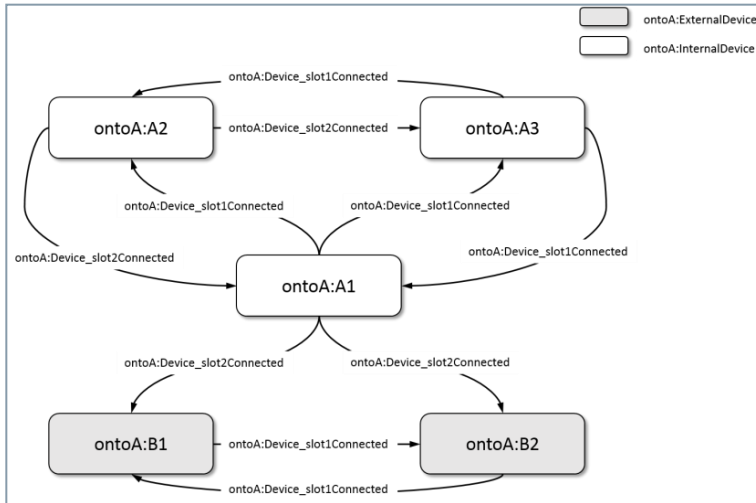 ontoA:ExternalDevice
ontoA:InternalDevice
ontoA:Device_slot1Connected
ontoA:A2
ontoA:Device_slot2Connected
ontoA:A3
ontoA:Device_slot1Connected
ontoA:Device_slot1Connected
ontoA:Device_slot2Connected
ontoA:Device_slot1Connected
ontoA:A1
ontoA:Device_slot2Connected
ontoA:Device_slot2Connected
ontoA:B1
ontoA:Device_slot1Connected
ontoA:B2
ontoA:Device_slot1Connected